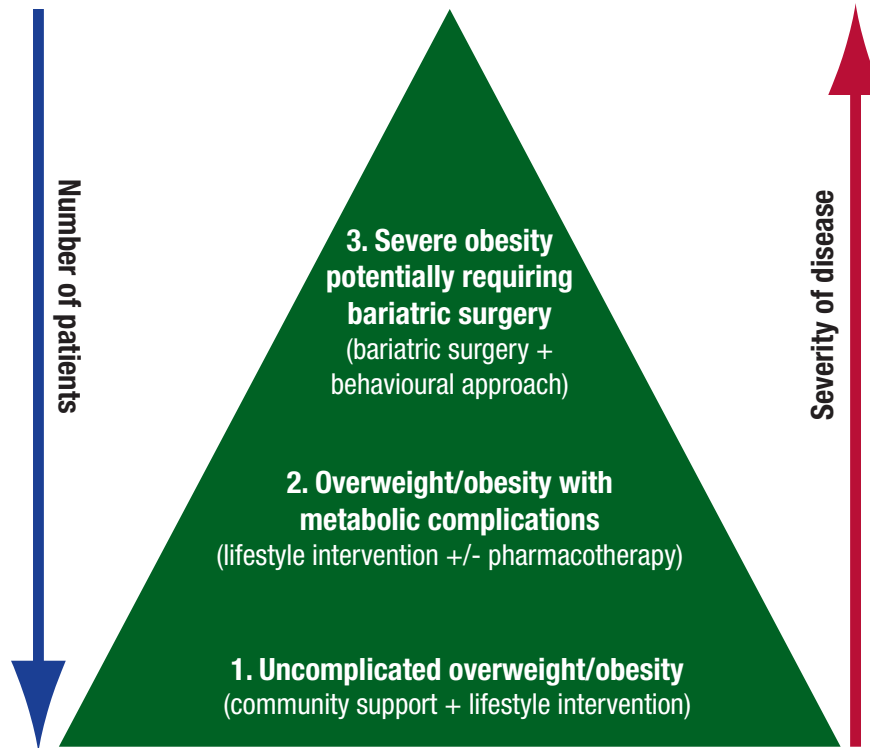 Number of patients
3. Severe obesity
potentially requiring
bariatric surgery
(bariatric surgery +
behavioural approach)
2. Overweight/obesity with
metabolic complications
(lifestyle intervention +/- pharmacotherapy)
1. Uncomplicated overweight/obesity
(community support + lifestyle intervention)
Severity of disease